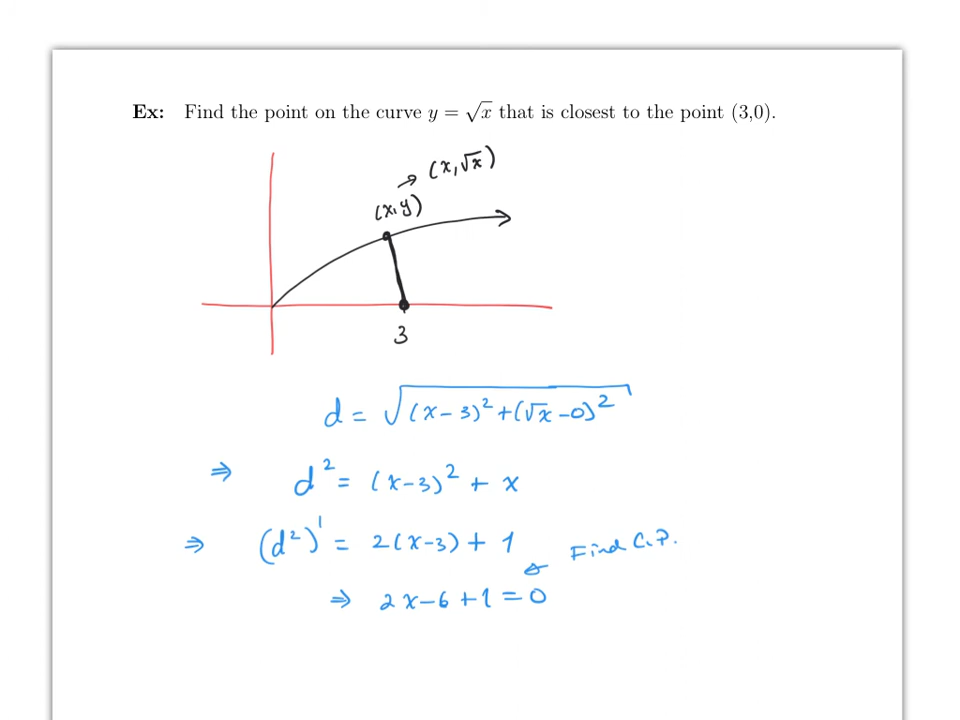 Ex: Find the point on the curve y = √x that is closest to the point (3,0).
→ (x,√x)
(x,y)
3
d = √((x-3)²+(√x-0)²)
⇒ d² = (x-3)² + x
⇒ (d²)' = 2(x-3) + 1
Find C.P.
⇒ 2x-6+1=0